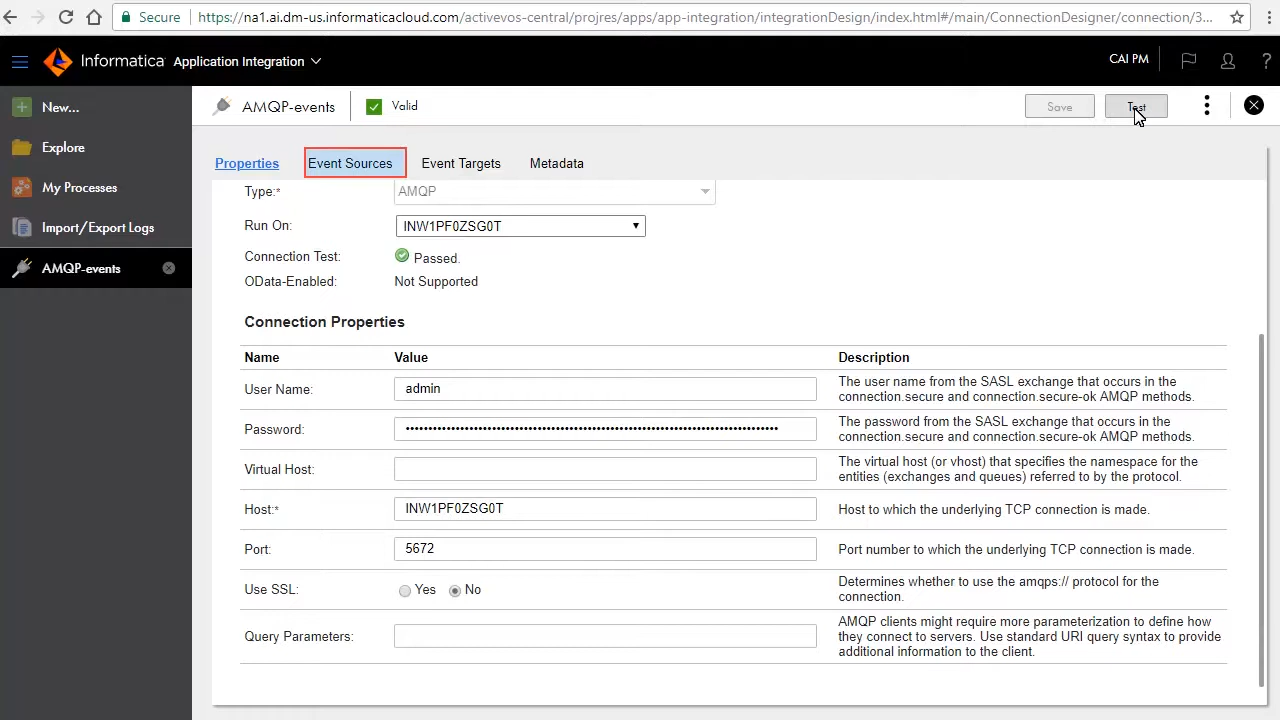 Secure https://na1.ai.dm-us.informaticacloud.com/activevos-central/projres/apps/app-integration/integrationDesign/index.html#/main/ConnectionDesigner/connection/3...
Informatica Application Integration CAI PM ?
New...
Explore
My Processes
Import/Export Logs
AMQP-events
AMQP-events Valid Save Test
Properties Event Sources Event Targets Metadata
Type:* AMQP
Run On: INW1PF0ZSG0T
Connection Test: Passed.
OData-Enabled: Not Supported
Connection Properties
Name Value Description
User Name: admin The user name from the SASL exchange that occurs in the
connection.secure and connection.secure-ok AMQP methods.
Password: The password from the SASL exchange that occurs in the
connection.secure and connection.secure-ok AMQP methods.
Virtual Host: The virtual host (or vhost) that specifies the namespace for the
entities (exchanges and queues) referred to by the protocol.
Host:* INW1PF0ZSG0T Host to which the underlying TCP connection is made.
Port: 5672 Port number to which the underlying TCP connection is made.
Use SSL: Yes No Determines whether to use the amqps:// protocol for the
connection.
Query Parameters: AMQP clients might require more parameterization to define how
they connect to servers. Use standard URI query syntax to provide
additional information to the client.